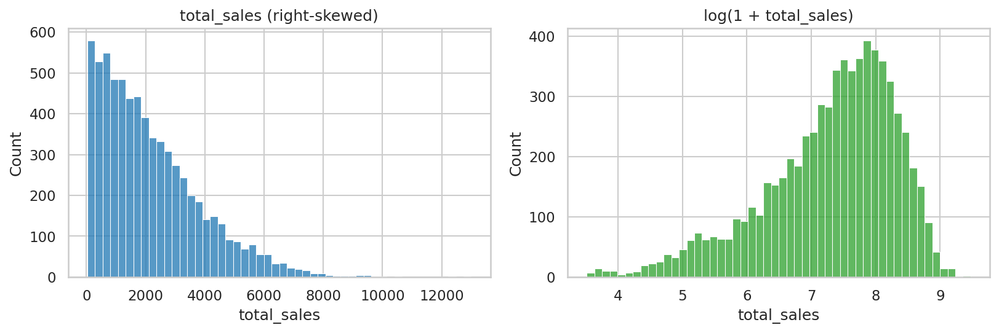 total_sales (right-skewed)
600
500
400
300
200
100
0
Count
0 2000 4000 6000 8000 10000 12000
total_sales
log(1 + total_sales)
400
300
200
100
0
Count
4 5 6 7 8 9
total_sales